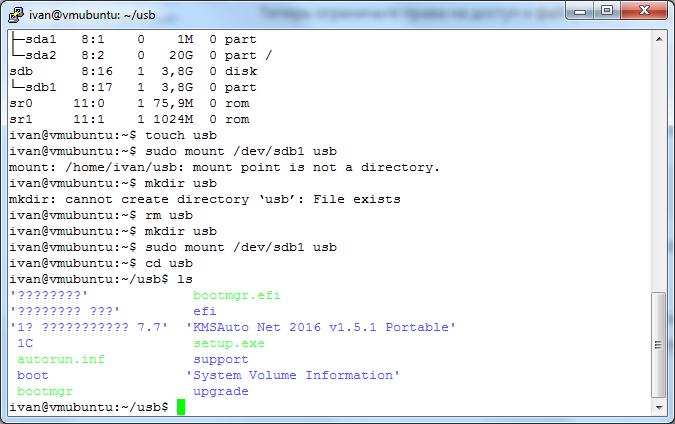 ivan@vmubuntu: ~/usb
├─sda1   8:1    0    1M  0 part
└─sda2   8:2    0   20G  0 part /
sdb      8:16   1  3,8G  0 disk
└─sdb1   8:17   1  3,8G  0 part
sr0     11:0    1 75,9M  0 rom
sr1     11:1    1 1024M  0 rom
ivan@vmubuntu:~$ touch usb
ivan@vmubuntu:~$ sudo mount /dev/sdb1 usb
mount: /home/ivan/usb: mount point is not a directory.
ivan@vmubuntu:~$ mkdir usb
mkdir: cannot create directory ‘usb’: File exists
ivan@vmubuntu:~$ rm usb
ivan@vmubuntu:~$ mkdir usb
ivan@vmubuntu:~$ sudo mount /dev/sdb1 usb
ivan@vmubuntu:~$ cd usb
ivan@vmubuntu:~/usb$ ls
'????????'              bootmgr.efi
'???????? ???'          efi
'1? ??????????? 7.7'   'KMSAuto Net 2016 v1.5.1 Portable'
 1C                     setup.exe
 autorun.inf            support
 boot                  'System Volume Information'
 bootmgr                upgrade
ivan@vmubuntu:~/usb$